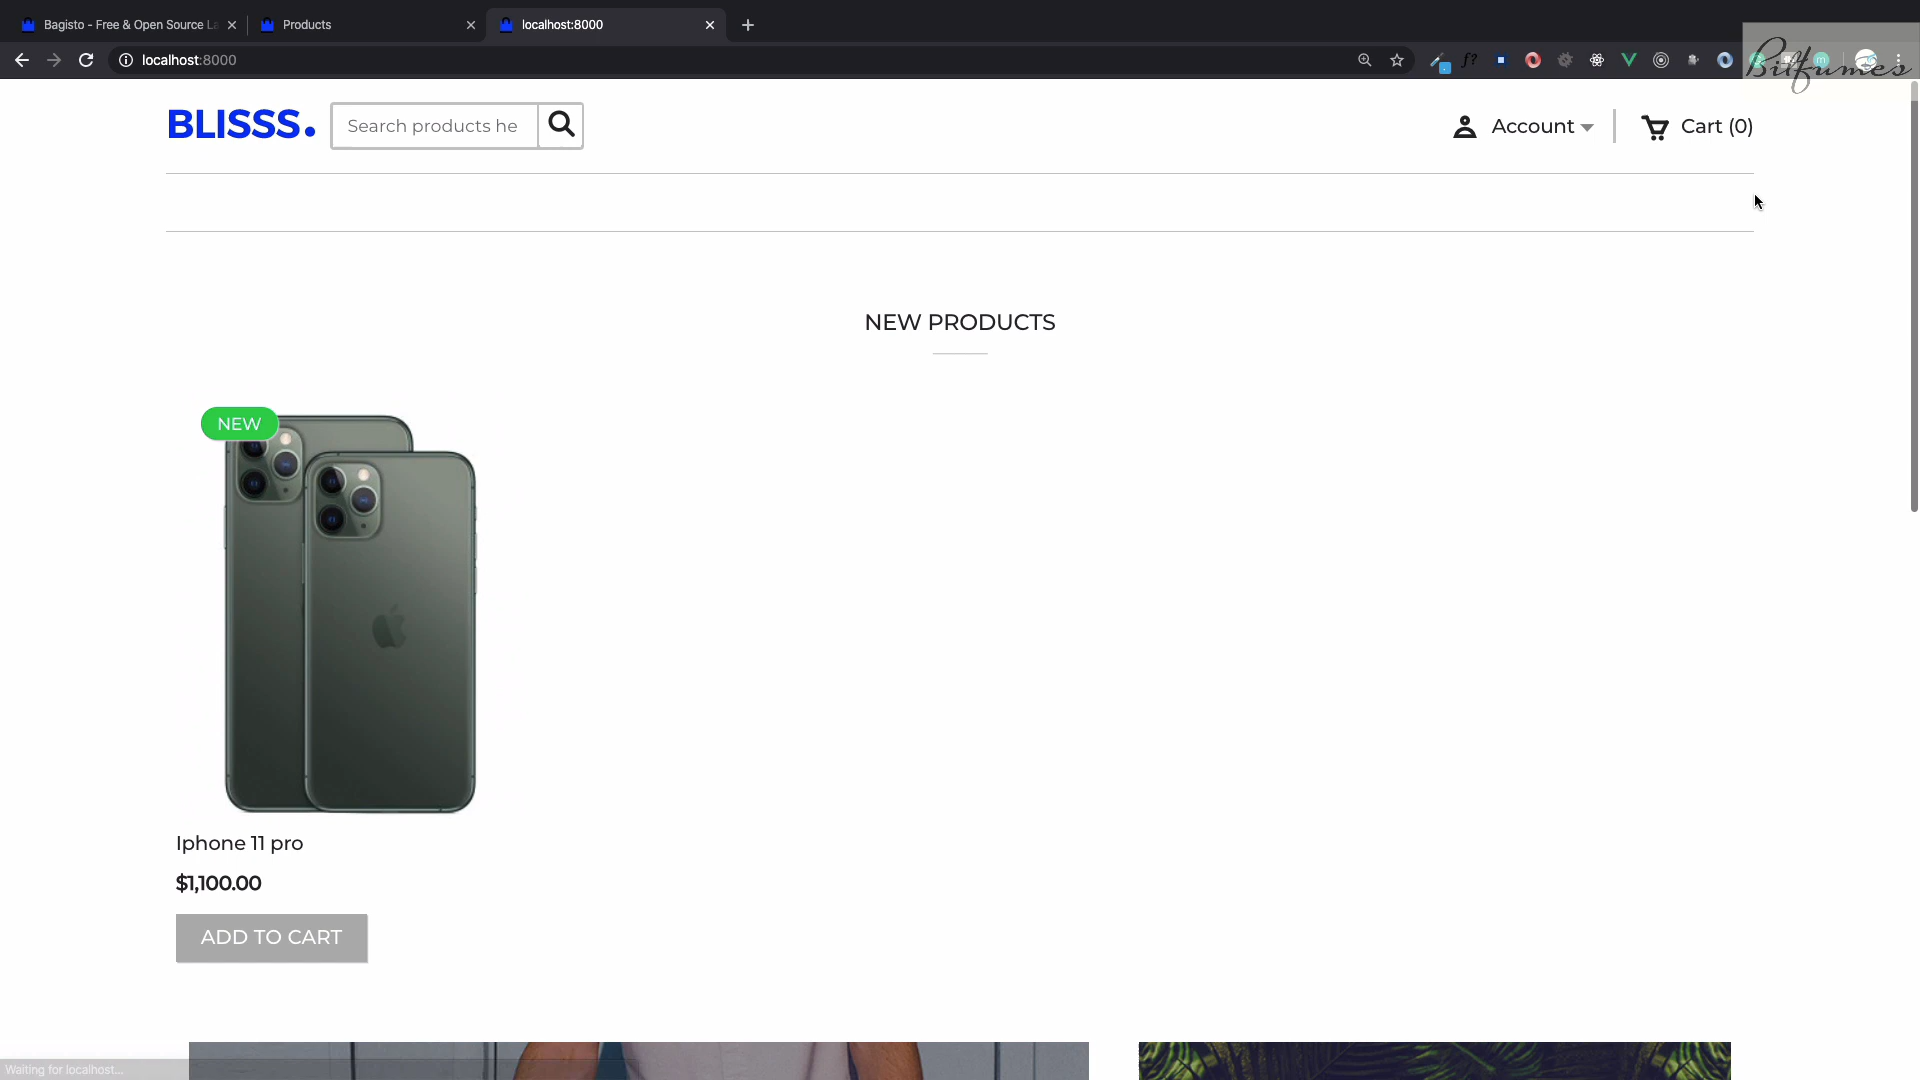 Bagisto - Free & Open Source La
Products
localhost:8000
localhost:8000
Bitfumes
BLISSS.
Search products he
Account
Cart (0)
NEW PRODUCTS
NEW
Iphone 11 pro
$1,100.00
ADD TO CART
Waiting for localhost...